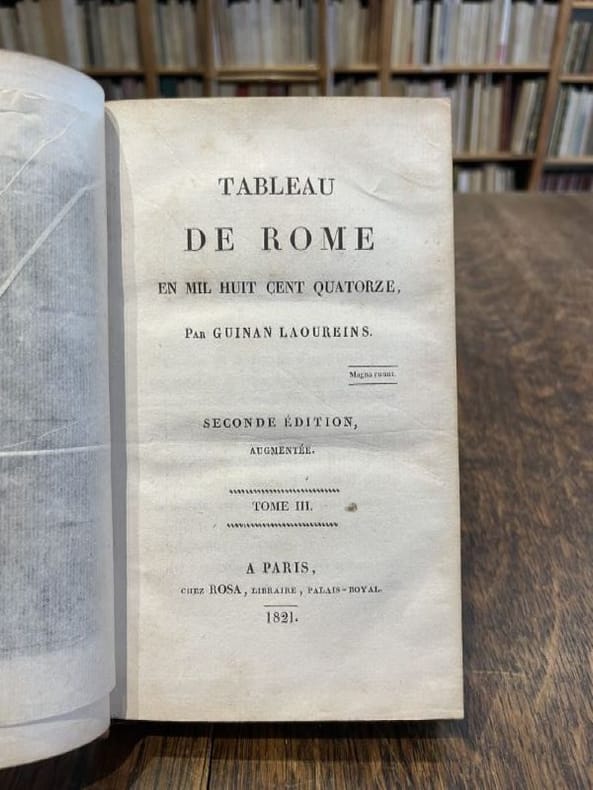 TABLEAU
DE ROME
EN MIL HUIT CENT QUATORZE,
PAR GUINAN LAOUREINS.
Magna ruunt.
SECONDE ÉDITION,
AUGMENTÉE.
TOME III.
A PARIS,
CHEZ ROSA, LIBRAIRE, PALAIS-ROYAL.
1821.